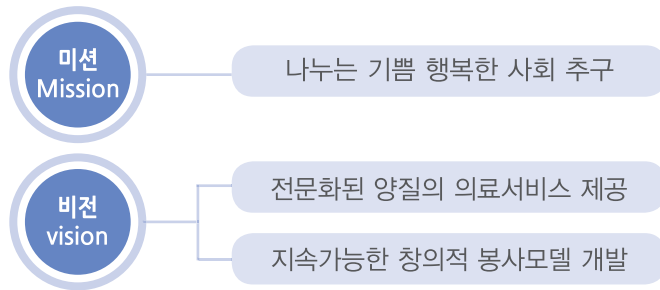 미션
Mission
나누는 기쁨 행복한 사회 추구
비전
vision
전문화된 양질의 의료서비스 제공
지속가능한 창의적 봉사모델 개발